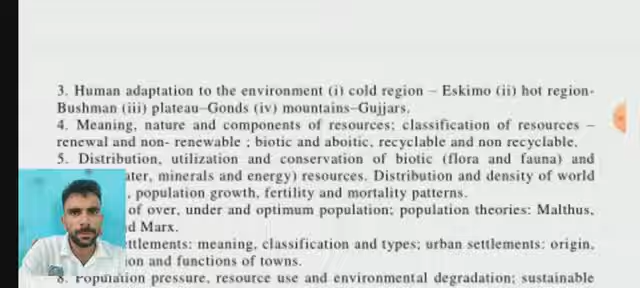 3. Human adaptation to the environment (i) cold region – Eskimo (ii) hot region-
Bushman (iii) plateau–Gonds (iv) mountains–Gujjars.
4. Meaning, nature and components of resources; classification of resources –
renewal and non- renewable ; biotic and aboitic, recyclable and non recyclable.
5. Distribution, utilization and conservation of biotic (flora and fauna) and
ater, minerals and energy) resources. Distribution and density of world
, population growth, fertility and mortality patterns.
of over, under and optimum population; population theories: Malthus,
d Marx.
ttlements: meaning, classification and types; urban settlements: origin,
ion and functions of towns.
8. Population pressure, resource use and environmental degradation; sustainable